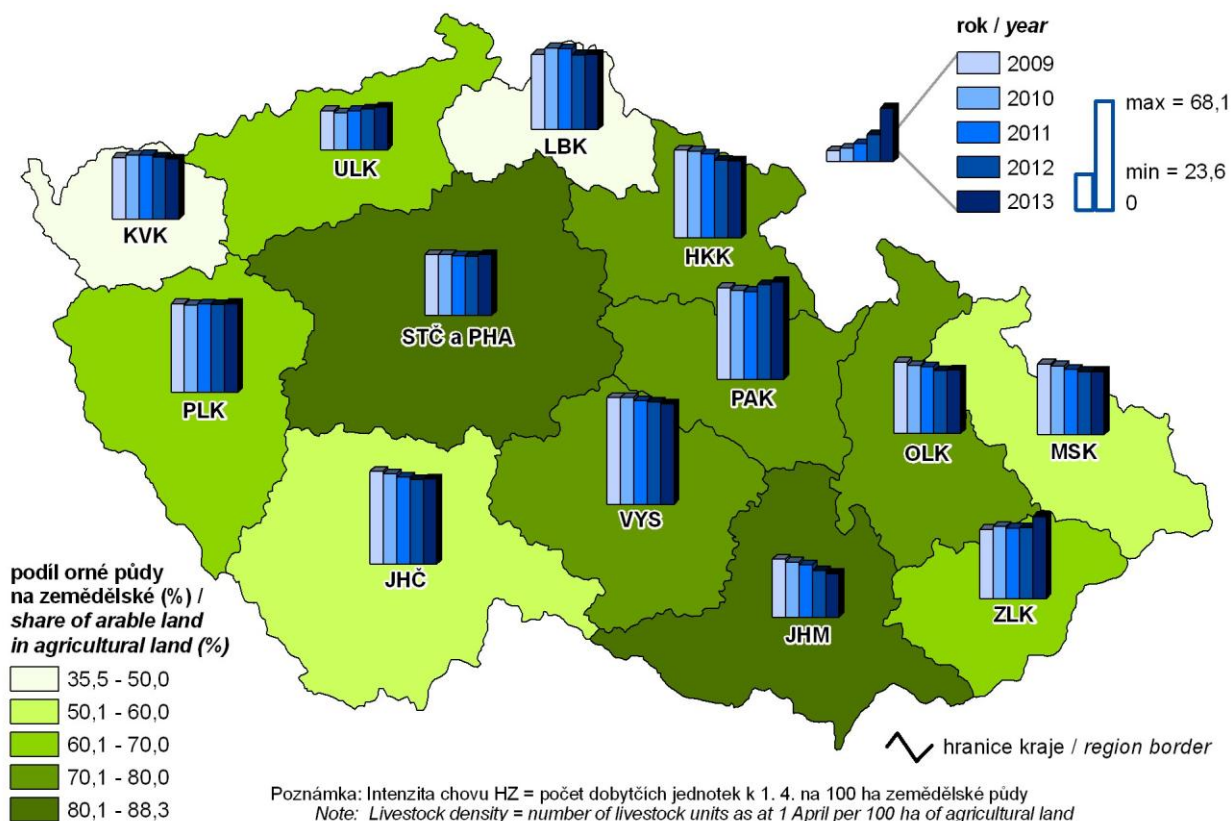 rok / year
2009
2010
2011
2012
2013
max = 68,1
min = 23,6
0
LBK
ULK
KVK
HKK
STČ a PHA
PLK
PAK
OLK
MSK
VYS
JHČ
ZLK
JHM
podíl orné půdy
na zemědělské (%) /
share of arable land
in agricultural land (%)
35,5 - 50,0
50,1 - 60,0
60,1 - 70,0
70,1 - 80,0
80,1 - 88,3
hranice kraje / region border
Poznámka: Intenzita chovu HZ = počet dobytčích jednotek k 1. 4. na 100 ha zemědělské půdy
Note: Livestock density = number of livestock units as at 1 April per 100 ha of agricultural land